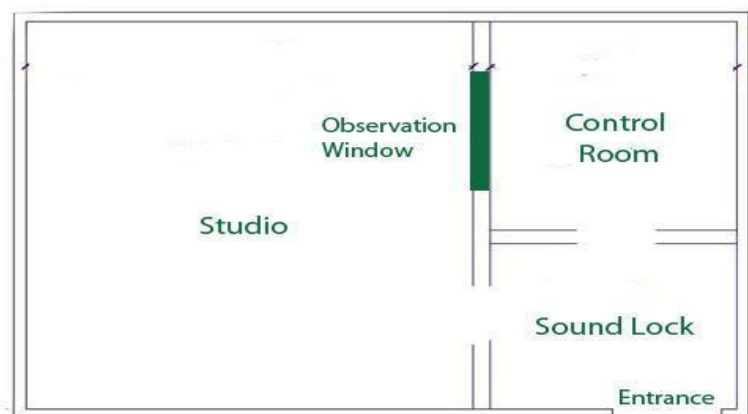 Observation
Window
Control
Room
Studio
Sound Lock
Entrance